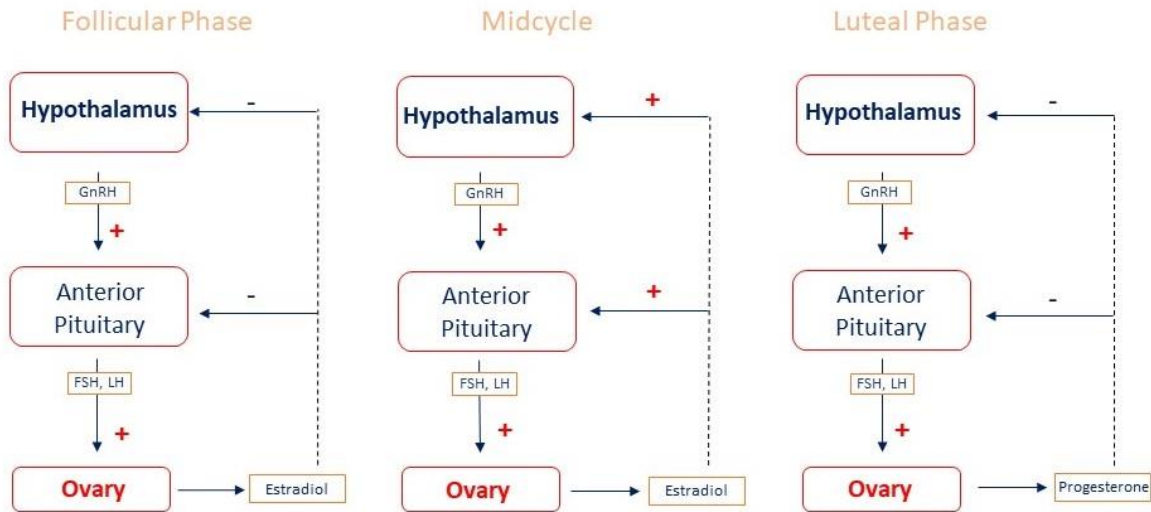 Follicular Phase
Hypothalamus
-
GnRH
+
Anterior
Pituitary
-
FSH, LH
+
Ovary
Estradiol
Midcycle
Hypothalamus
+
GnRH
+
Anterior
Pituitary
+
FSH, LH
+
Ovary
Estradiol
Luteal Phase
Hypothalamus
-
GnRH
+
Anterior
Pituitary
-
FSH, LH
+
Ovary
Progesterone